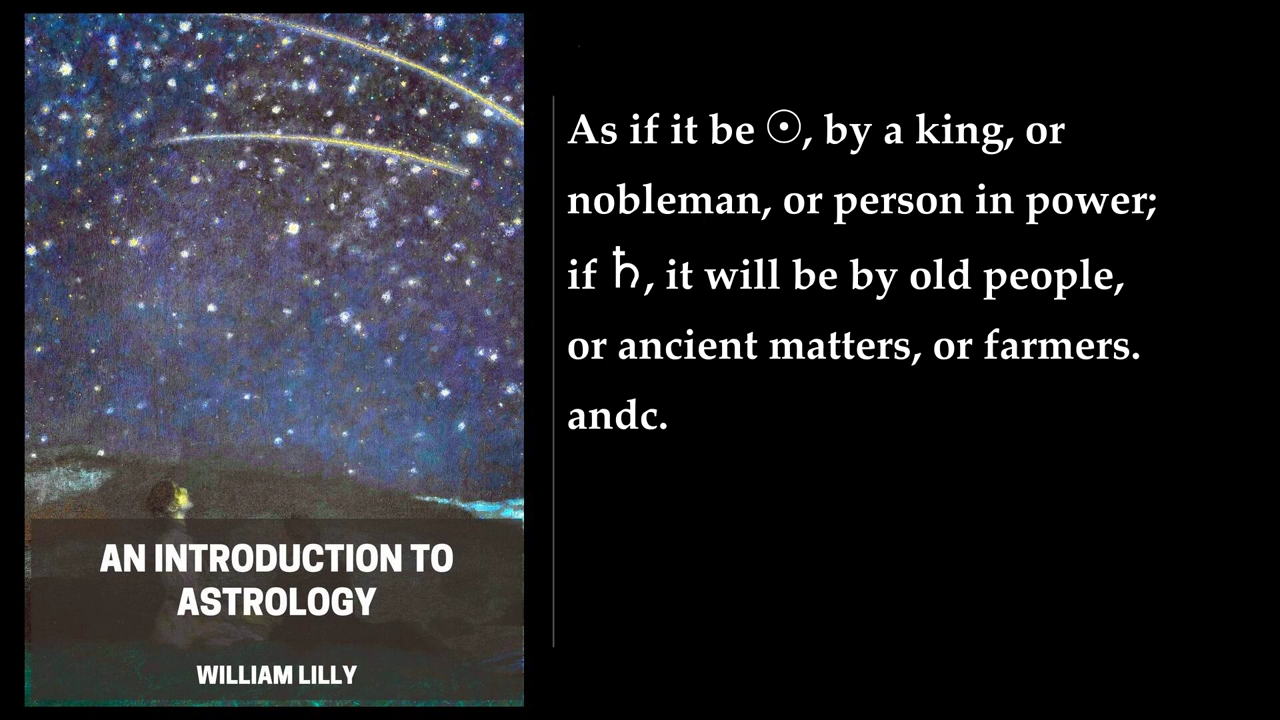 As if it be ☉, by a king, or
nobleman, or person in power;
if ♄, it will be by old people,
or ancient matters, or farmers.
andc.
AN INTRODUCTION TO
ASTROLOGY
WILLIAM LILLY